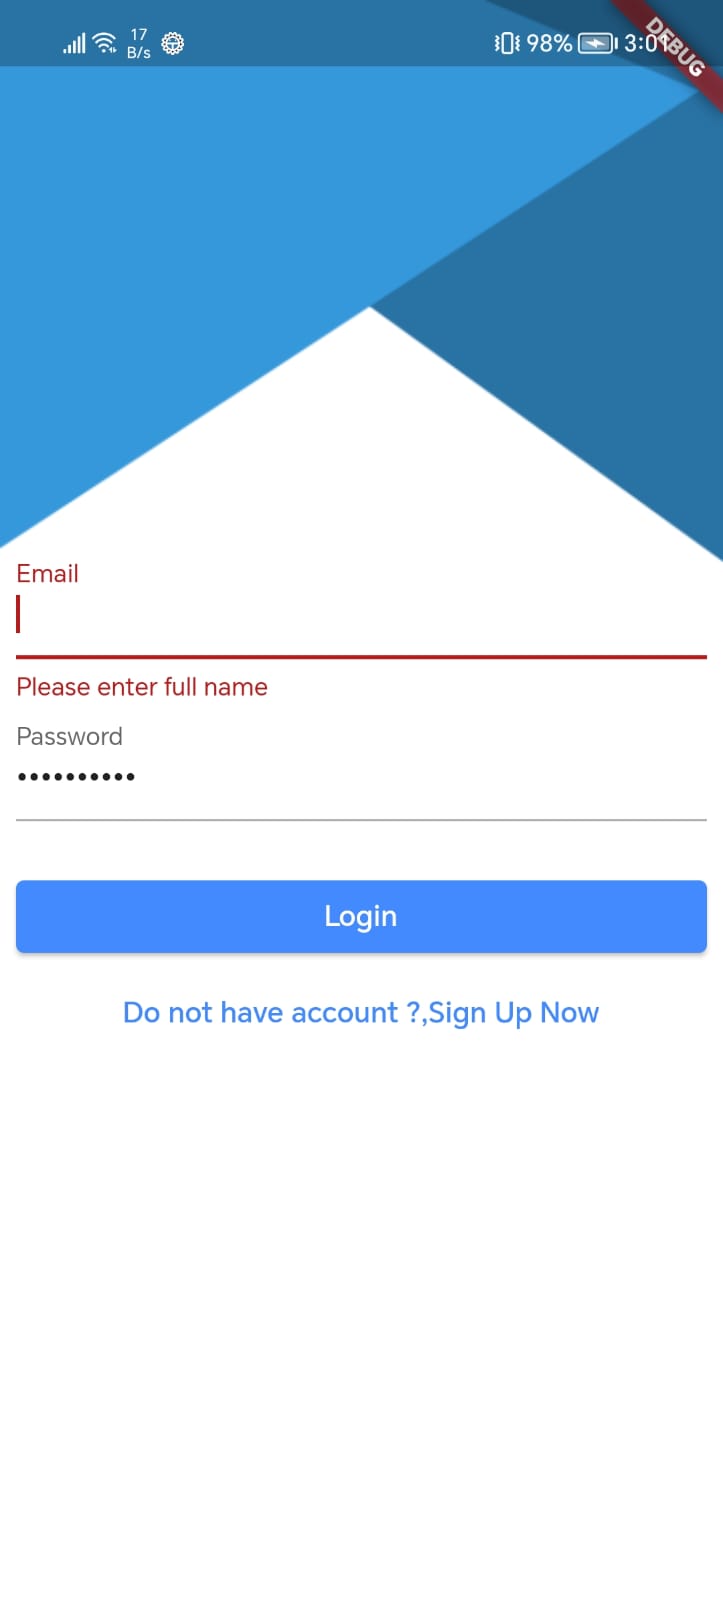 17
B/s
98%
3:01
DEBUG
Email
Please enter full name
Password
••••••••••
Login
Do not have account ?,Sign Up Now